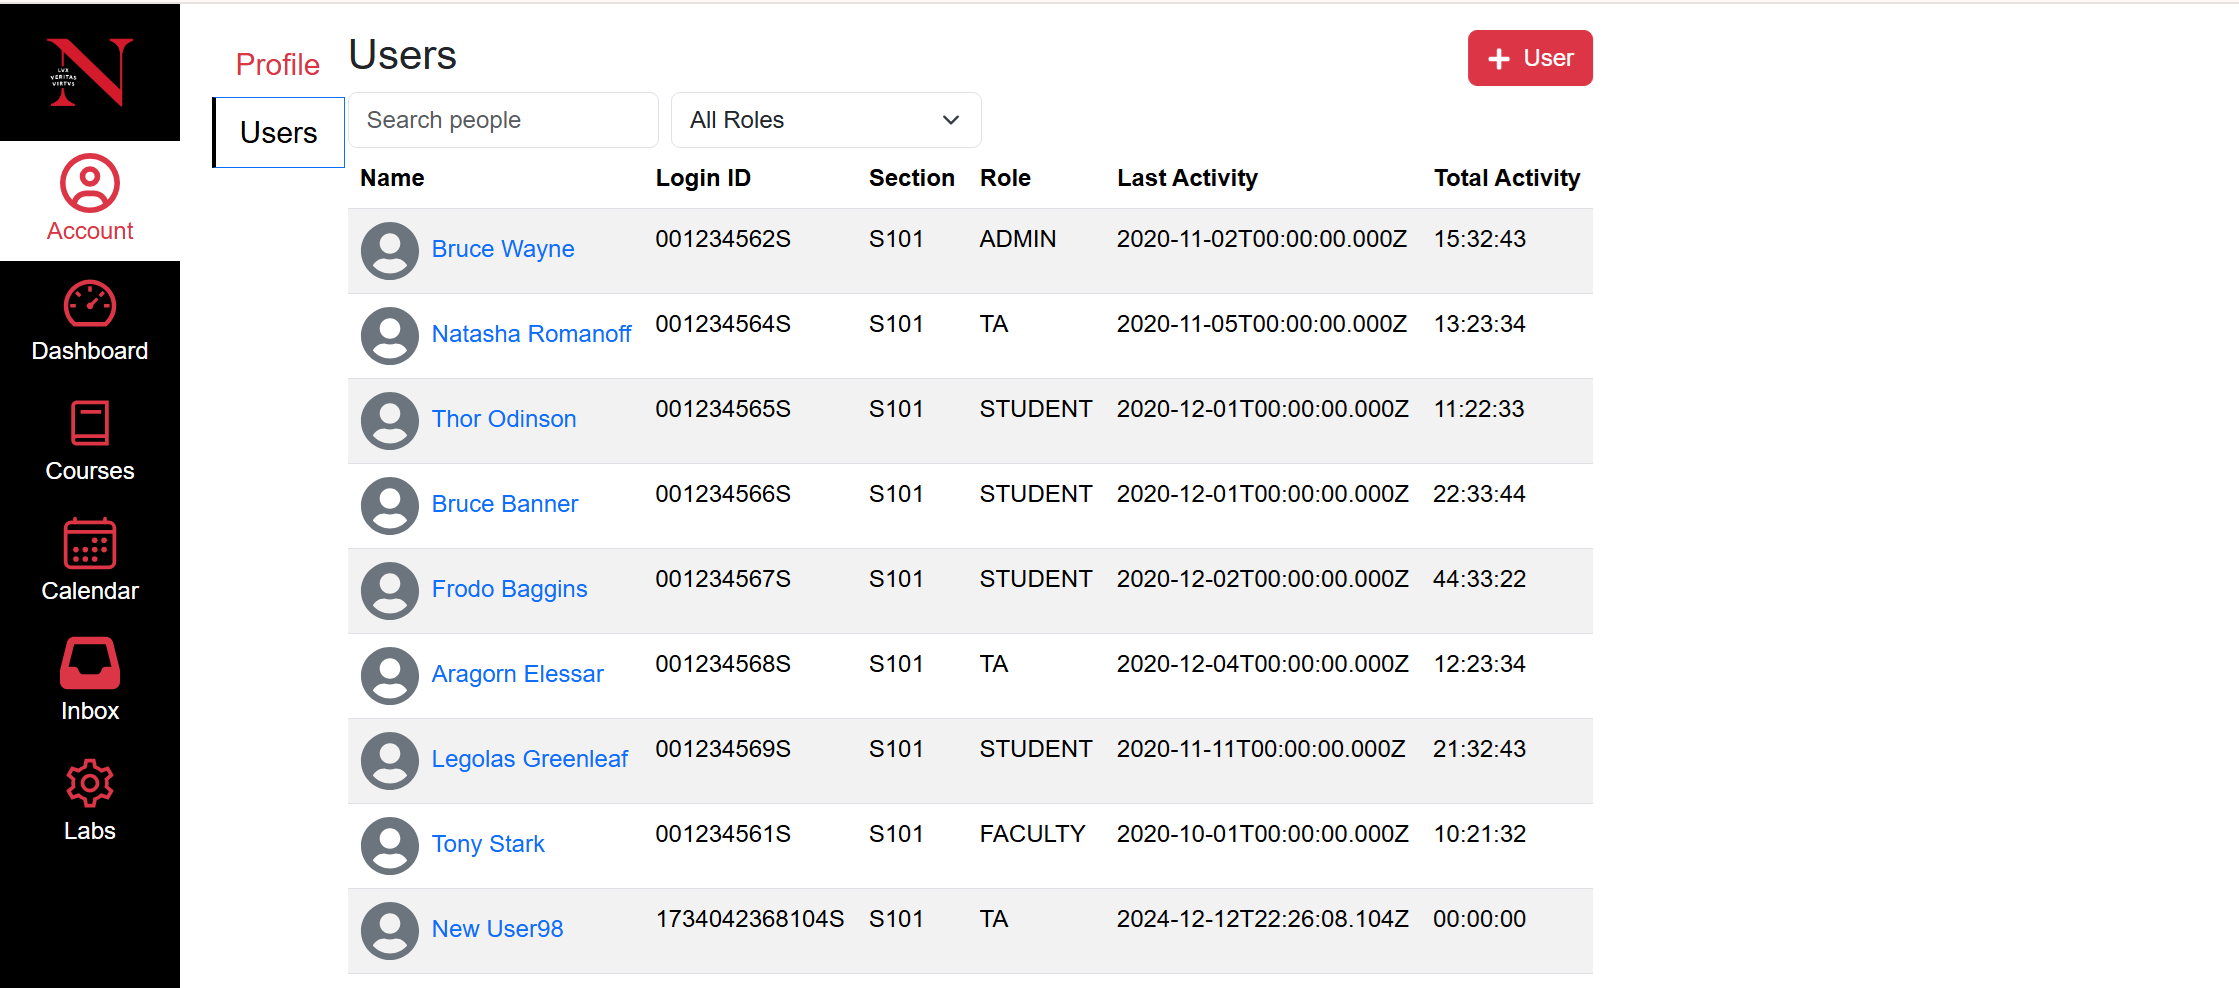 LVX
VERITAS
VIRTVS
Account
Dashboard
Courses
Calendar
Inbox
Labs
Profile
Users
Users
+ User
Search people
All Roles
Name Login ID Section Role Last Activity Total Activity
Bruce Wayne 001234562S S101 ADMIN 2020-11-02T00:00:00.000Z 15:32:43
Natasha Romanoff 001234564S S101 TA 2020-11-05T00:00:00.000Z 13:23:34
Thor Odinson 001234565S S101 STUDENT 2020-12-01T00:00:00.000Z 11:22:33
Bruce Banner 001234566S S101 STUDENT 2020-12-01T00:00:00.000Z 22:33:44
Frodo Baggins 001234567S S101 STUDENT 2020-12-02T00:00:00.000Z 44:33:22
Aragorn Elessar 001234568S S101 TA 2020-12-04T00:00:00.000Z 12:23:34
Legolas Greenleaf 001234569S S101 STUDENT 2020-11-11T00:00:00.000Z 21:32:43
Tony Stark 001234561S S101 FACULTY 2020-10-01T00:00:00.000Z 10:21:32
New User98 1734042368104S S101 TA 2024-12-12T22:26:08.104Z 00:00:00